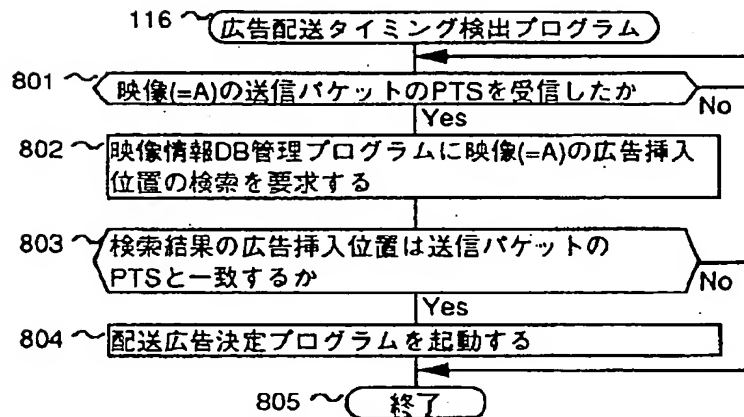 116 広告配送タイミング検出プログラム
801 映像(=A)の送信パケットのPTSを受信したか
No
Yes
802 映像情報DB管理プログラムに映像(=A)の広告挿入
位置の検索を要求する
803 検索結果の広告挿入位置は送信パケットの
PTSと一致するか
No
Yes
804 配送広告決定プログラムを起動する
805 終了